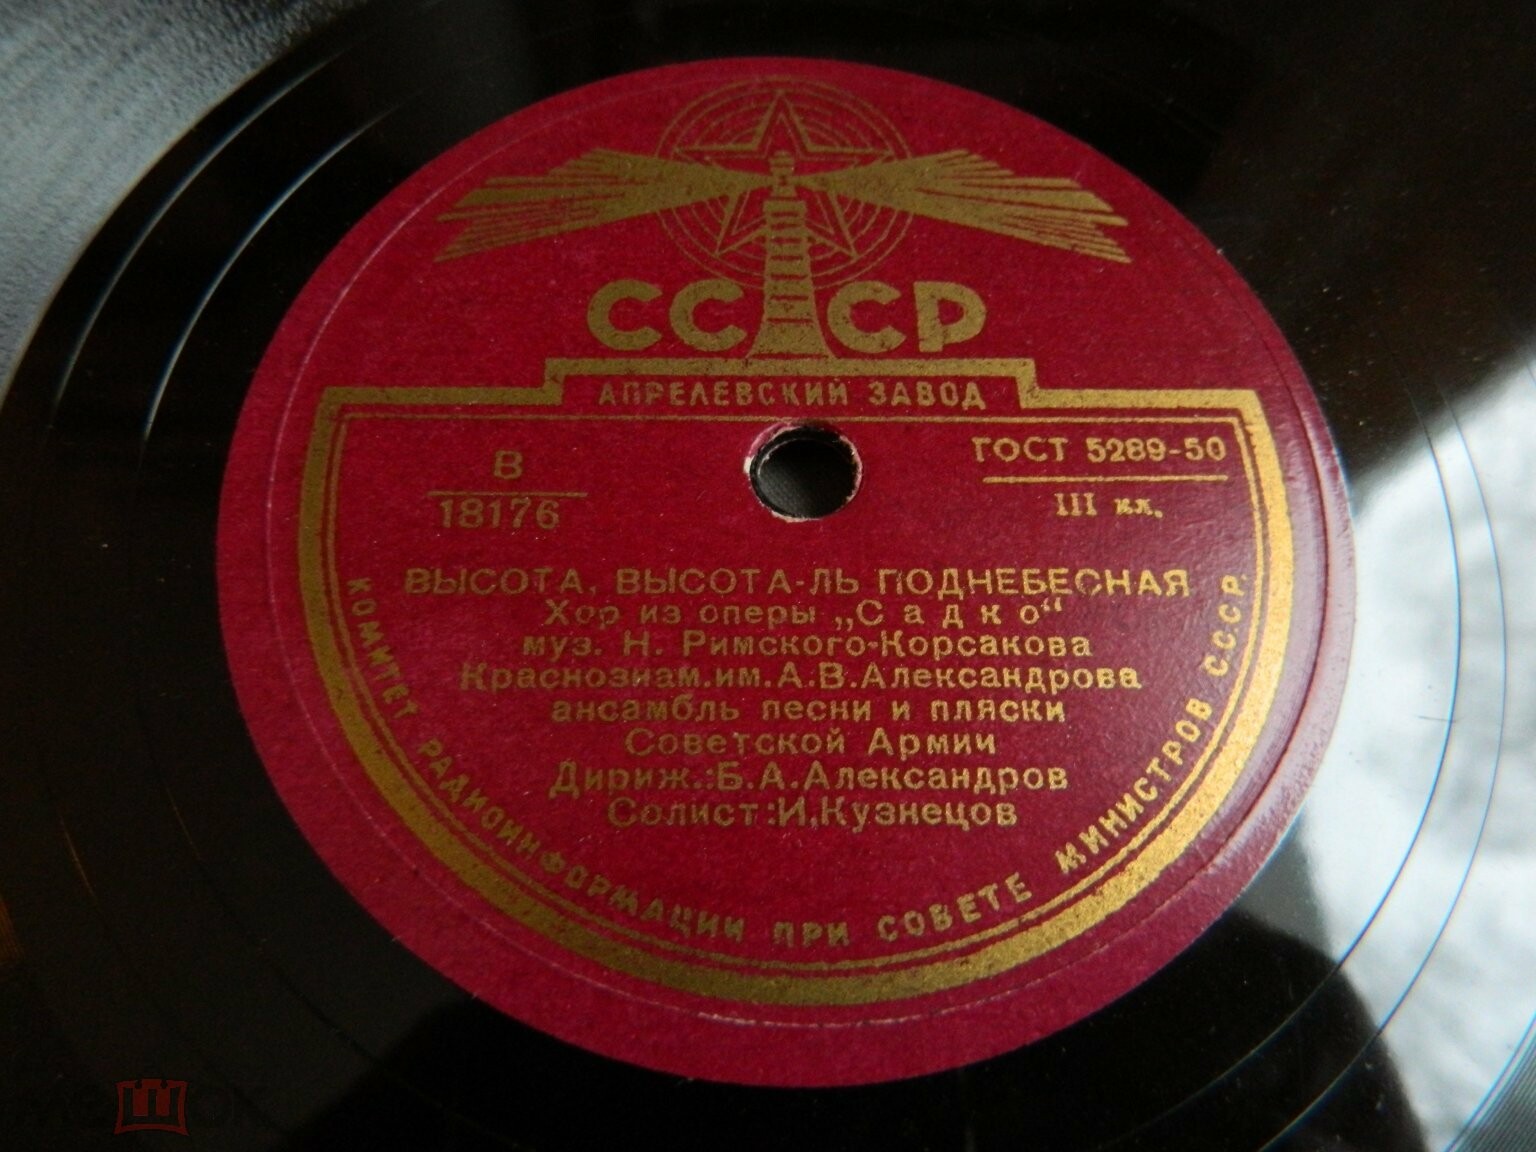 СССР
АПРЕЛЕВСКИЙ ЗАВОД
В
18176
ГОСТ 5289-50
III кл.
ВЫСОТА, ВЫСОТА-ЛЬ ПОДНЕБЕСНАЯ
Хор из оперы „Садко“
муз. Н. Римского-Корсакова
Краснознам.им.А.В.Александрова
ансамбль песни и пляски
Советской Армии
Дириж.:Б.А.Александров
Солист:И.Кузнецов
КОМИТЕТ РАДИОИНФОРМАЦИИ ПРИ СОВЕТЕ МИНИСТРОВ С.С.С.Р.
мешок